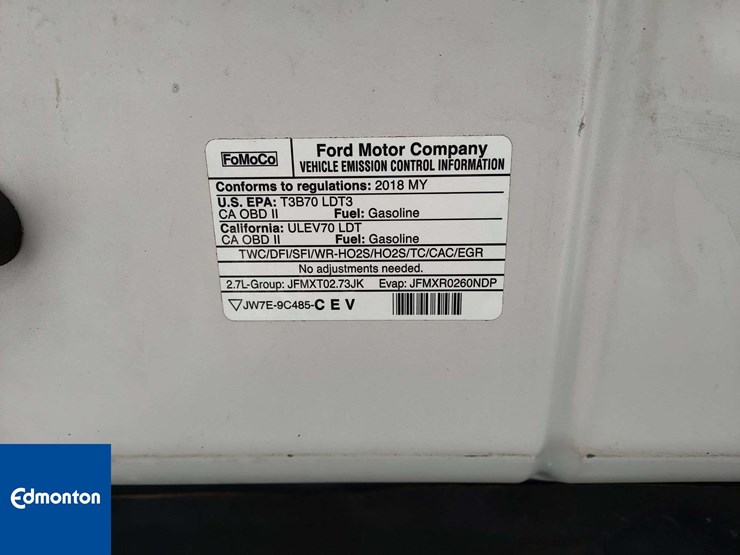 FoMoCo
Ford Motor Company
VEHICLE EMISSION CONTROL INFORMATION
Conforms to regulations: 2018 MY
U.S. EPA: T3B70 LDT3
CA OBD II Fuel: Gasoline
California: ULEV70 LDT
CA OBD II Fuel: Gasoline
TWC/DFI/SFI/WR-HO2S/HO2S/TC/CAC/EGR
No adjustments needed.
2.7L-Group: JFMXT02.73JK Evap: JFMXR0260NDP
JW7E-9C485-C E V
Edmonton